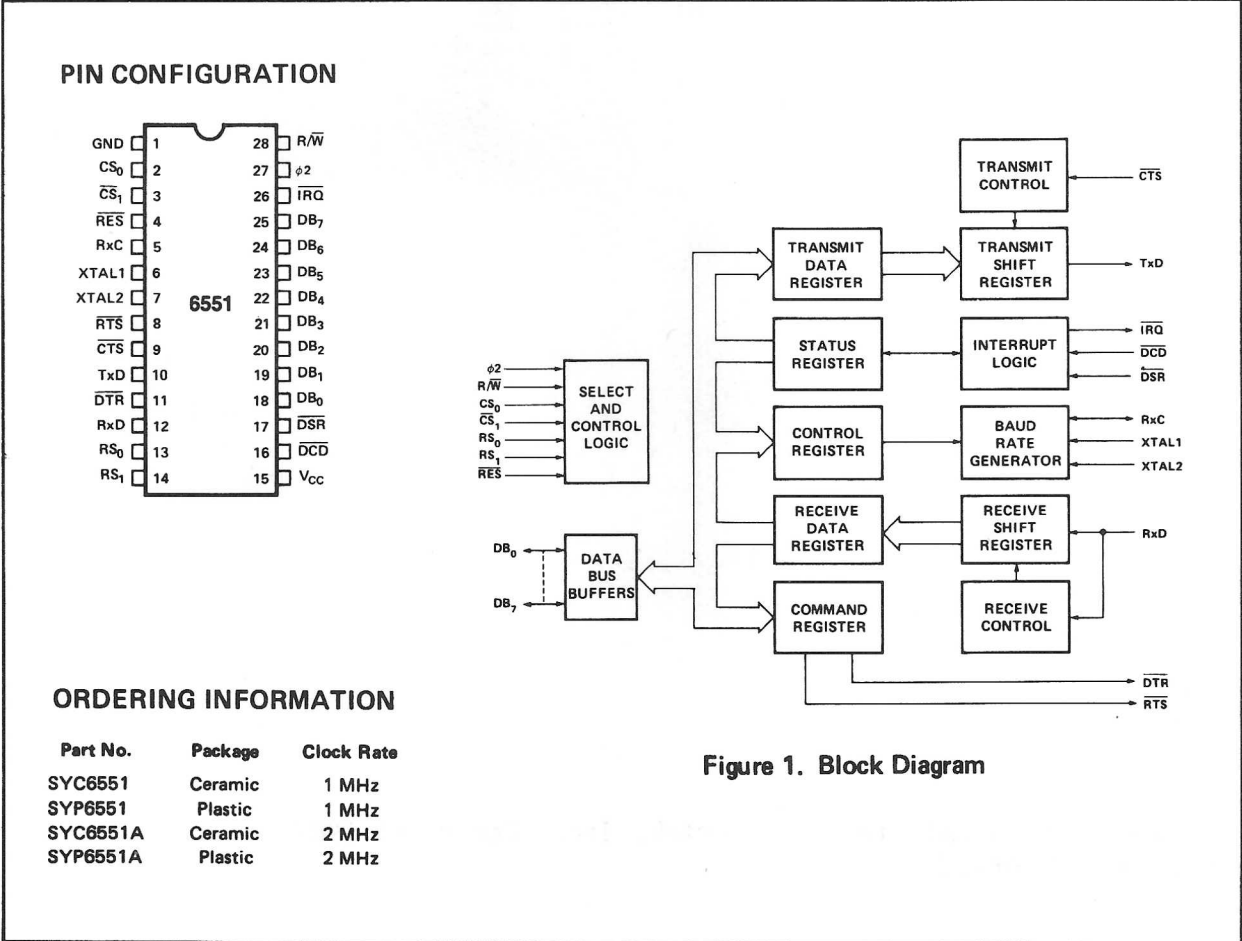 PIN CONFIGURATION
GND 1 28 R/W̅
CS₀ 2 27 φ2
C̅S̅₁ 3 26 I̅R̅Q̅
R̅E̅S̅ 4 25 DB₇
RxC 5 24 DB₆
XTAL1 6 23 DB₅
XTAL2 7 22 DB₄
6551
R̅T̅S̅ 8 21 DB₃
C̅T̅S̅ 9 20 DB₂
TxD 10 19 DB₁
D̅T̅R̅ 11 18 DB₀
RxD 12 17 D̅S̅R̅
RS₀ 13 16 D̅C̅D̅
RS₁ 14 15 V_CC
φ2
R/W̅
CS₀
C̅S̅₁
RS₀
RS₁
R̅E̅S̅
SELECT
AND
CONTROL
LOGIC
DB₀
DB₇
DATA
BUS
BUFFERS
TRANSMIT
CONTROL
C̅T̅S̅
TRANSMIT
DATA
REGISTER
TRANSMIT
SHIFT
REGISTER
TxD
STATUS
REGISTER
INTERRUPT
LOGIC
I̅R̅Q̅
D̅C̅D̅
D̅S̅R̅
CONTROL
REGISTER
BAUD
RATE
GENERATOR
RxC
XTAL1
XTAL2
RECEIVE
DATA
REGISTER
RECEIVE
SHIFT
REGISTER
RxD
COMMAND
REGISTER
RECEIVE
CONTROL
D̅T̅R̅
R̅T̅S̅
Figure 1. Block Diagram
ORDERING INFORMATION
Part No. Package Clock Rate
SYC6551 Ceramic 1 MHz
SYP6551 Plastic 1 MHz
SYC6551A Ceramic 2 MHz
SYP6551A Plastic 2 MHz